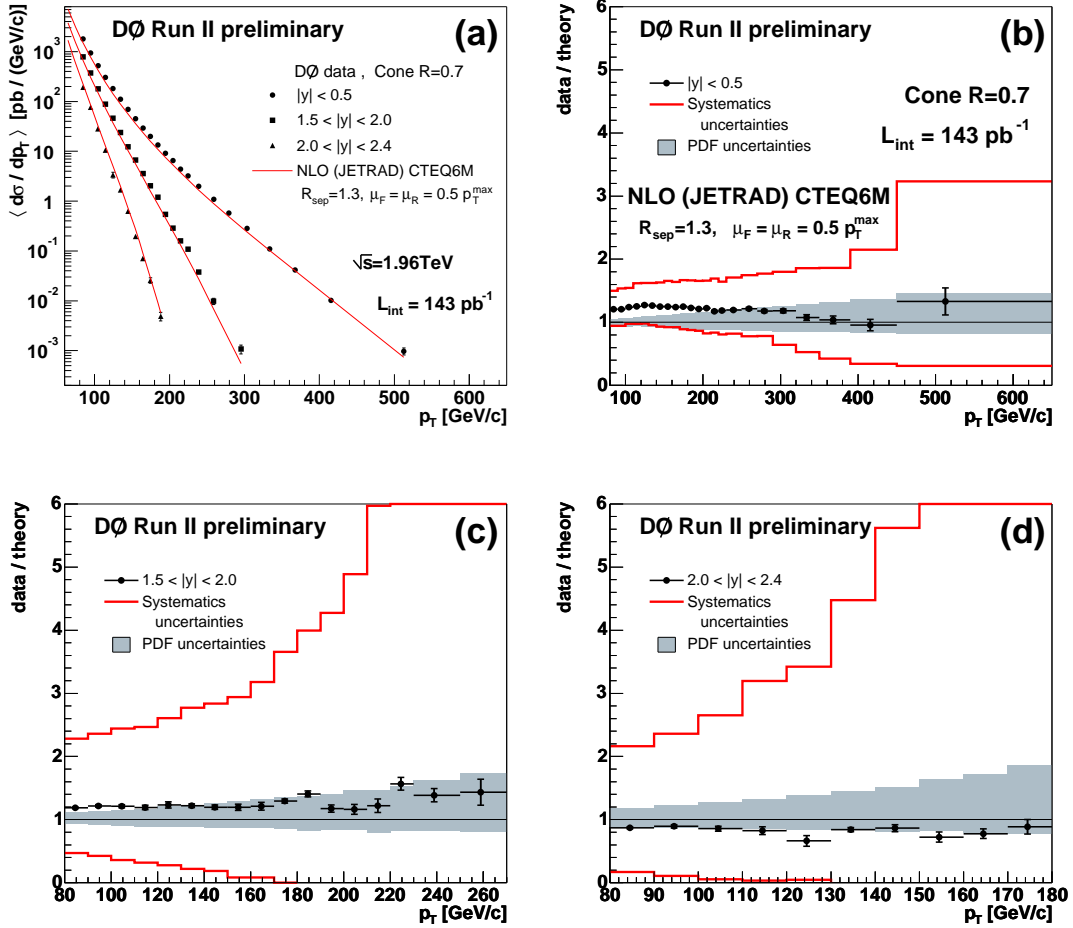 DØ Run II preliminary
(a)
⟨ dσ / dp_T ⟩ [pb / (GeV/c)]
DØ data , Cone R=0.7
|y| < 0.5
1.5 < |y| < 2.0
2.0 < |y| < 2.4
NLO (JETRAD) CTEQ6M
R_sep=1.3, μ_F = μ_R = 0.5 p_T^max
√s=1.96TeV
L_int = 143 pb^-1
10^3
10^2
10
1
10^-1
10^-2
10^-3
100 200 300 400 500 600
p_T [GeV/c]
DØ Run II preliminary
(b)
data / theory
|y| < 0.5
Systematics
uncertainties
PDF uncertainties
Cone R=0.7
L_int = 143 pb^-1
NLO (JETRAD) CTEQ6M
R_sep=1.3, μ_F = μ_R = 0.5 p_T^max
6
5
4
3
2
1
0
100 200 300 400 500 600
p_T [GeV/c]
DØ Run II preliminary
(c)
data / theory
1.5 < |y| < 2.0
Systematics
uncertainties
PDF uncertainties
6
5
4
3
2
1
0
80 100 120 140 160 180 200 220 240 260
p_T [GeV/c]
DØ Run II preliminary
(d)
data / theory
2.0 < |y| < 2.4
Systematics
uncertainties
PDF uncertainties
6
5
4
3
2
1
0
80 90 100 110 120 130 140 150 160 170 180
p_T [GeV/c]